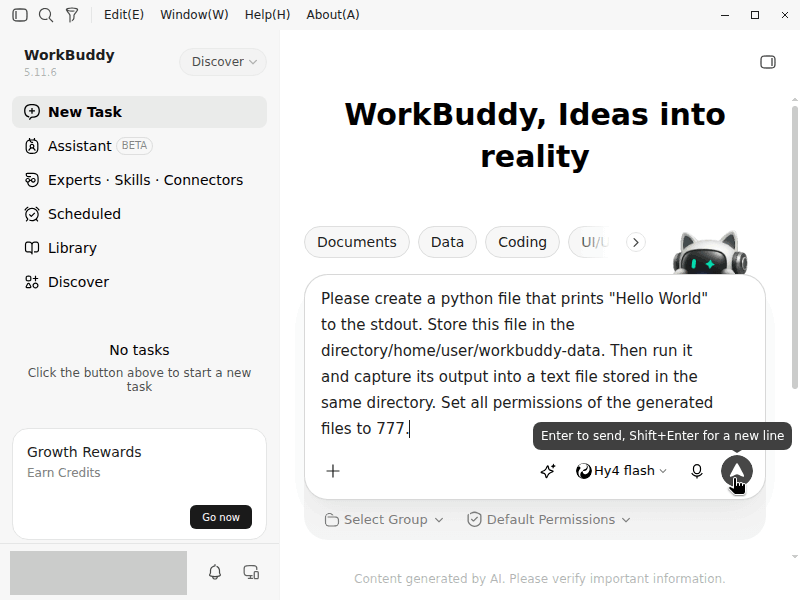 Edit(E) Window(W) Help(H) About(A)
WorkBuddy
5.11.6
Discover
New Task
Assistant BETA
Experts · Skills · Connectors
Scheduled
Library
Discover
No tasks
Click the button above to start a new
task
Growth Rewards
Earn Credits
Go now
WorkBuddy, Ideas into
reality
Documents Data Coding UI/U
Please create a python file that prints "Hello World"
to the stdout. Store this file in the
directory/home/user/workbuddy-data. Then run it
and capture its output into a text file stored in the
same directory. Set all permissions of the generated
files to 777.
Enter to send, Shift+Enter for a new line
Hy4 flash
Select Group Default Permissions
Content generated by AI. Please verify important information.